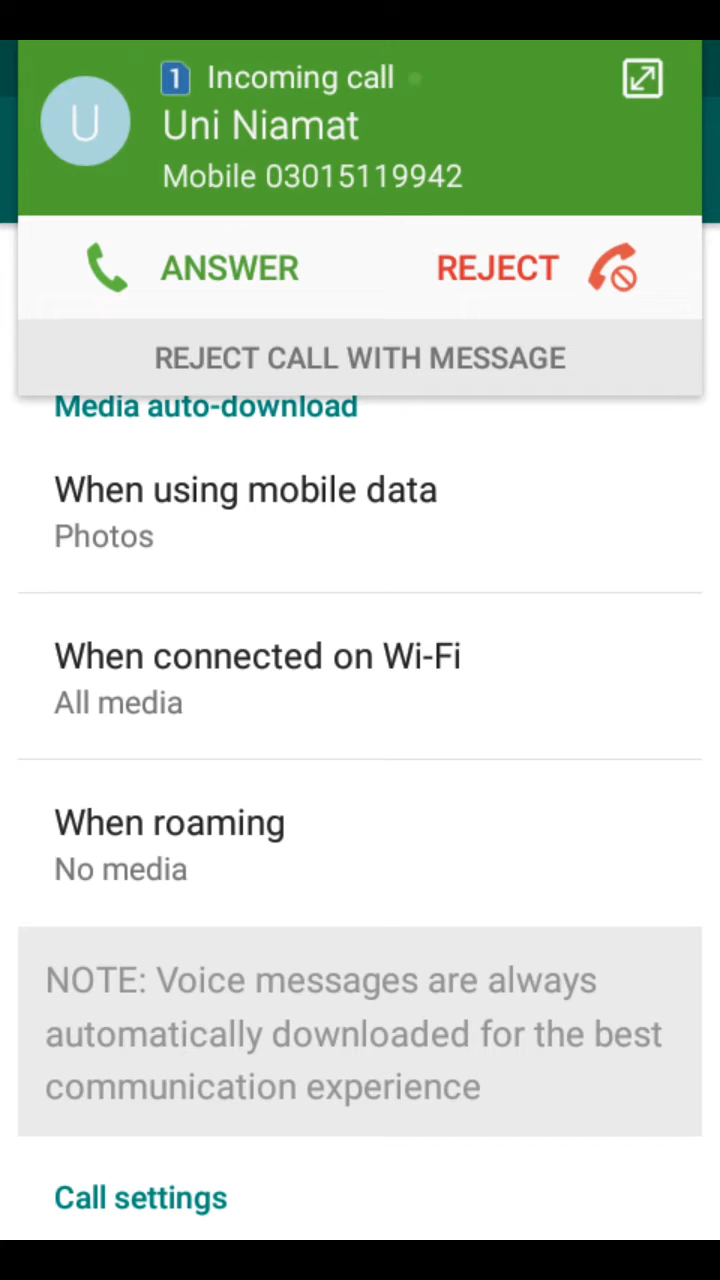 1 Incoming call
U
Uni Niamat
Mobile 03015119942
ANSWER
REJECT
REJECT CALL WITH MESSAGE
Media auto-download
When using mobile data
Photos
When connected on Wi-Fi
All media
When roaming
No media
NOTE: Voice messages are always
automatically downloaded for the best
communication experience
Call settings